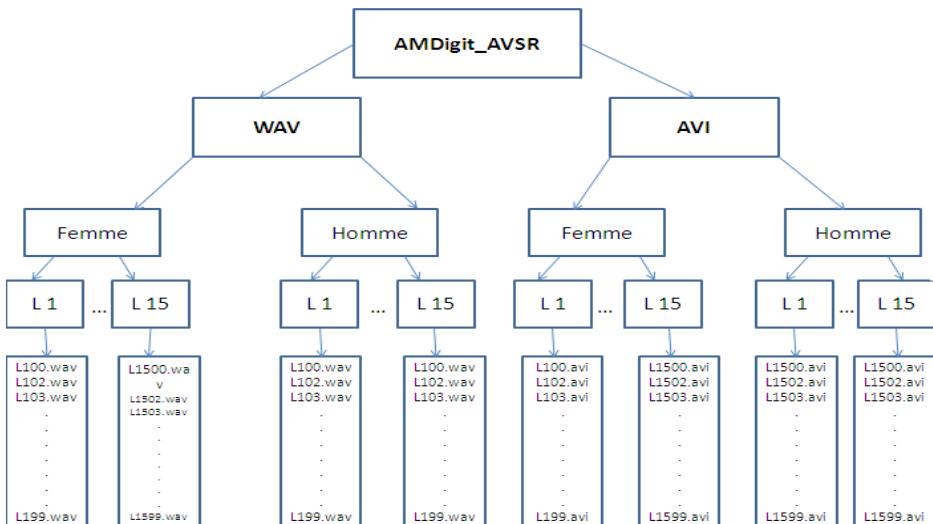 AMDigit_AVSR
WAV
AVI
Femme
Homme
Femme
Homme
L 1
...
L 15
L 1
...
L 15
L 1
...
L 15
L 1
...
L 15
L100.wav
L102.wav
L103.wav
.
.
.
.
.
.
.
L199.wav
L1500.wa
v
L1502.wav
L1503.wav
.
.
.
.
.
.
.
L1599.wav
L100.wav
L102.wav
L103.wav
.
.
.
.
.
.
.
L199.wav
L100.wav
L102.wav
L103.wav
.
.
.
.
.
.
.
L199.wav
L100.avi
L102.avi
L103.avi
.
.
.
.
.
.
.
L199.avi
L1500.avi
L1502.avi
L1503.avi
.
.
.
.
.
.
.
L1599.avi
L1500.avi
L1502.avi
L1503.avi
.
.
.
.
.
.
.
L1599.avi
L1500.avi
L1502.avi
L1503.avi
.
.
.
.
.
.
.
L1599.avi